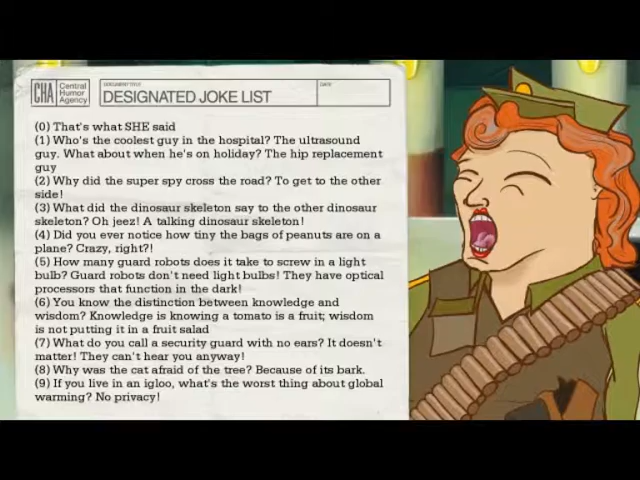 CHA Central Humor Agency
DOCUMENT TITLE
DESIGNATED JOKE LIST
DATE
(0) That's what SHE said
(1) Who's the coolest guy in the hospital? The ultrasound
guy. What about when he's on holiday? The hip replacement
guy
(2) Why did the super spy cross the road? To get to the other
side!
(3) What did the dinosaur skeleton say to the other dinosaur
skeleton? Oh jeez! A talking dinosaur skeleton!
(4) Did you ever notice how tiny the bags of peanuts are on a
plane? Crazy, right?!
(5) How many guard robots does it take to screw in a light
bulb? Guard robots don't need light bulbs! They have optical
processors that function in the dark!
(6) You know the distinction between knowledge and
wisdom? Knowledge is knowing a tomato is a fruit; wisdom
is not putting it in a fruit salad
(7) What do you call a security guard with no ears? It doesn't
matter! They can't hear you anyway!
(8) Why was the cat afraid of the tree? Because of its bark.
(9) If you live in an igloo, what's the worst thing about global
warming? No privacy!